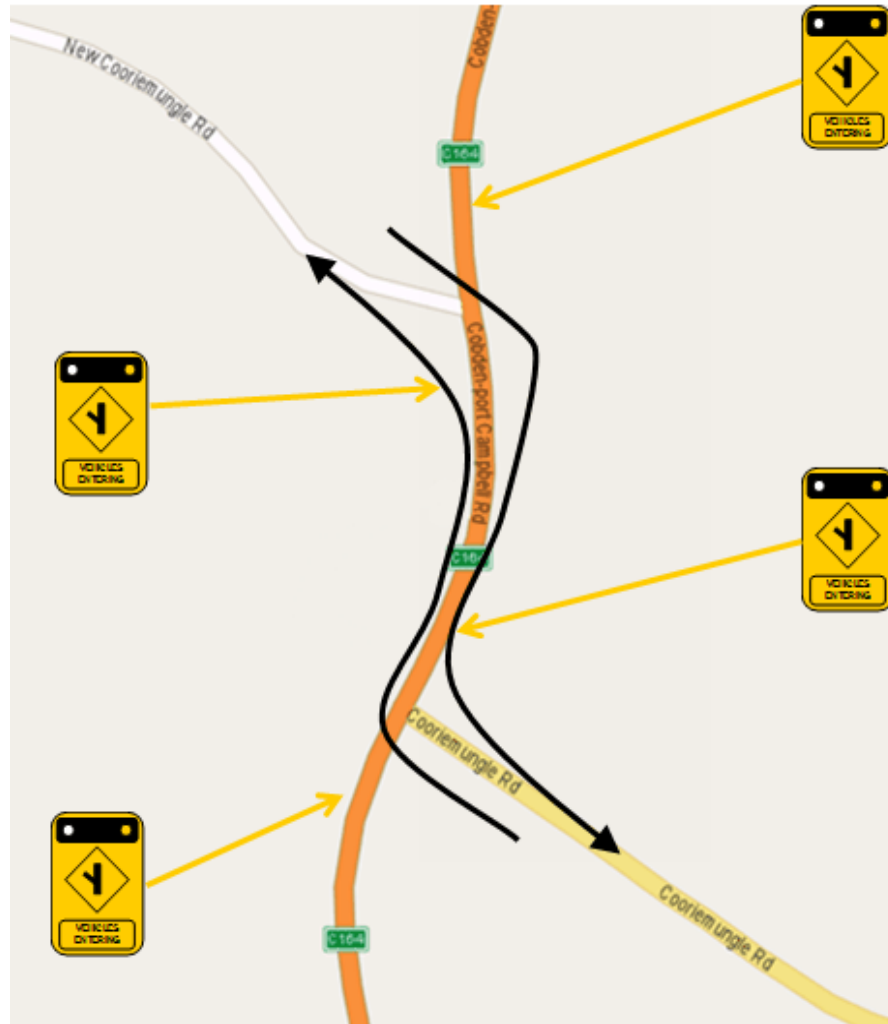 Cobden-
New Cooriemungle Rd
VEHICLES
ENTERING
C164
Cobden-port Campbell Rd
VEHICLES
ENTERING
C164
VEHICLES
ENTERING
Cooriemungle Rd
VEHICLES
ENTERING
Cooriemungle Rd
C164